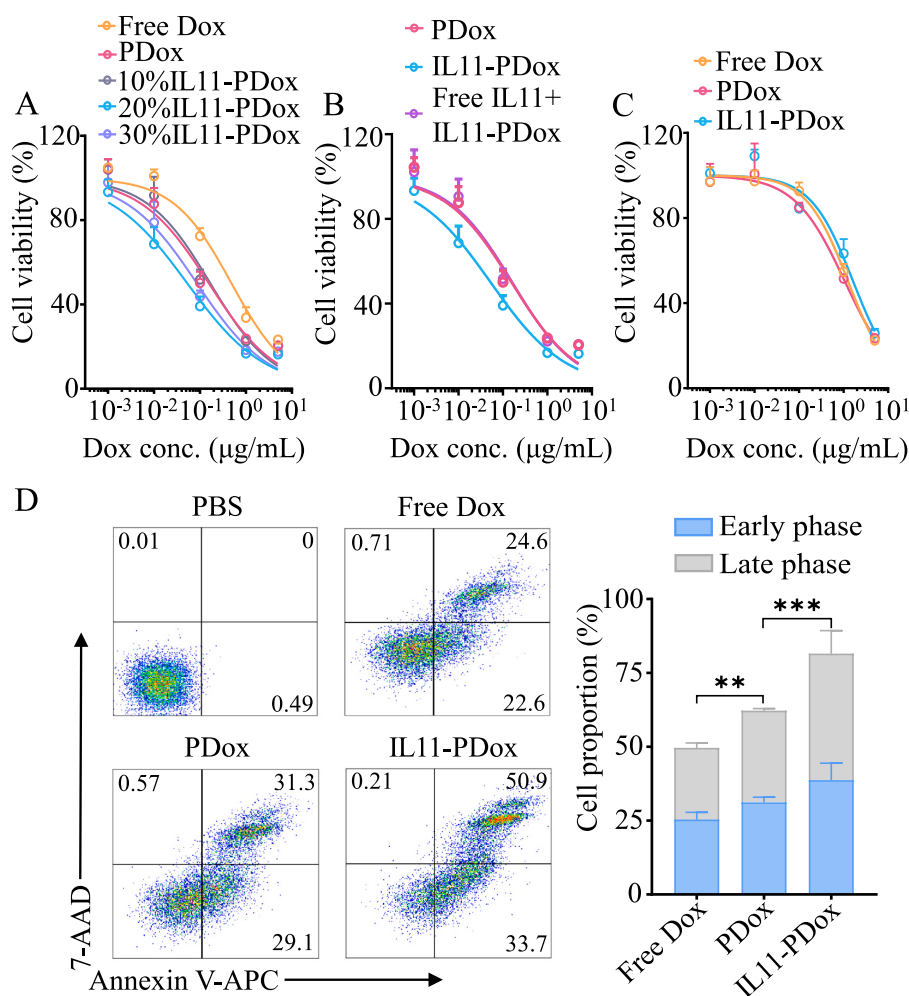 A
Free Dox
PDox
10%IL11-PDox
20%IL11-PDox
30%IL11-PDox
Cell viability (%)
120
80
40
0
10-3 10-2 10-1 100 101
Dox conc. (μg/mL)
B
PDox
IL11-PDox
Free IL11+
IL11-PDox
Cell viability (%)
120
80
40
0
10-3 10-2 10-1 100 101
Dox conc. (μg/mL)
C
Free Dox
PDox
IL11-PDox
Cell viability (%)
120
80
40
0
10-3 10-2 10-1 100 101
Dox conc. (μg/mL)
D
PBS
0.01 0
0.49
Free Dox
0.71 24.6
22.6
PDox
0.57 31.3
29.1
IL11-PDox
0.21 50.9
33.7
7-AAD
Annexin V-APC
Early phase
Late phase
Cell proportion (%)
100
75
50
25
0
** ***
Free Dox
PDox
IL11-PDox